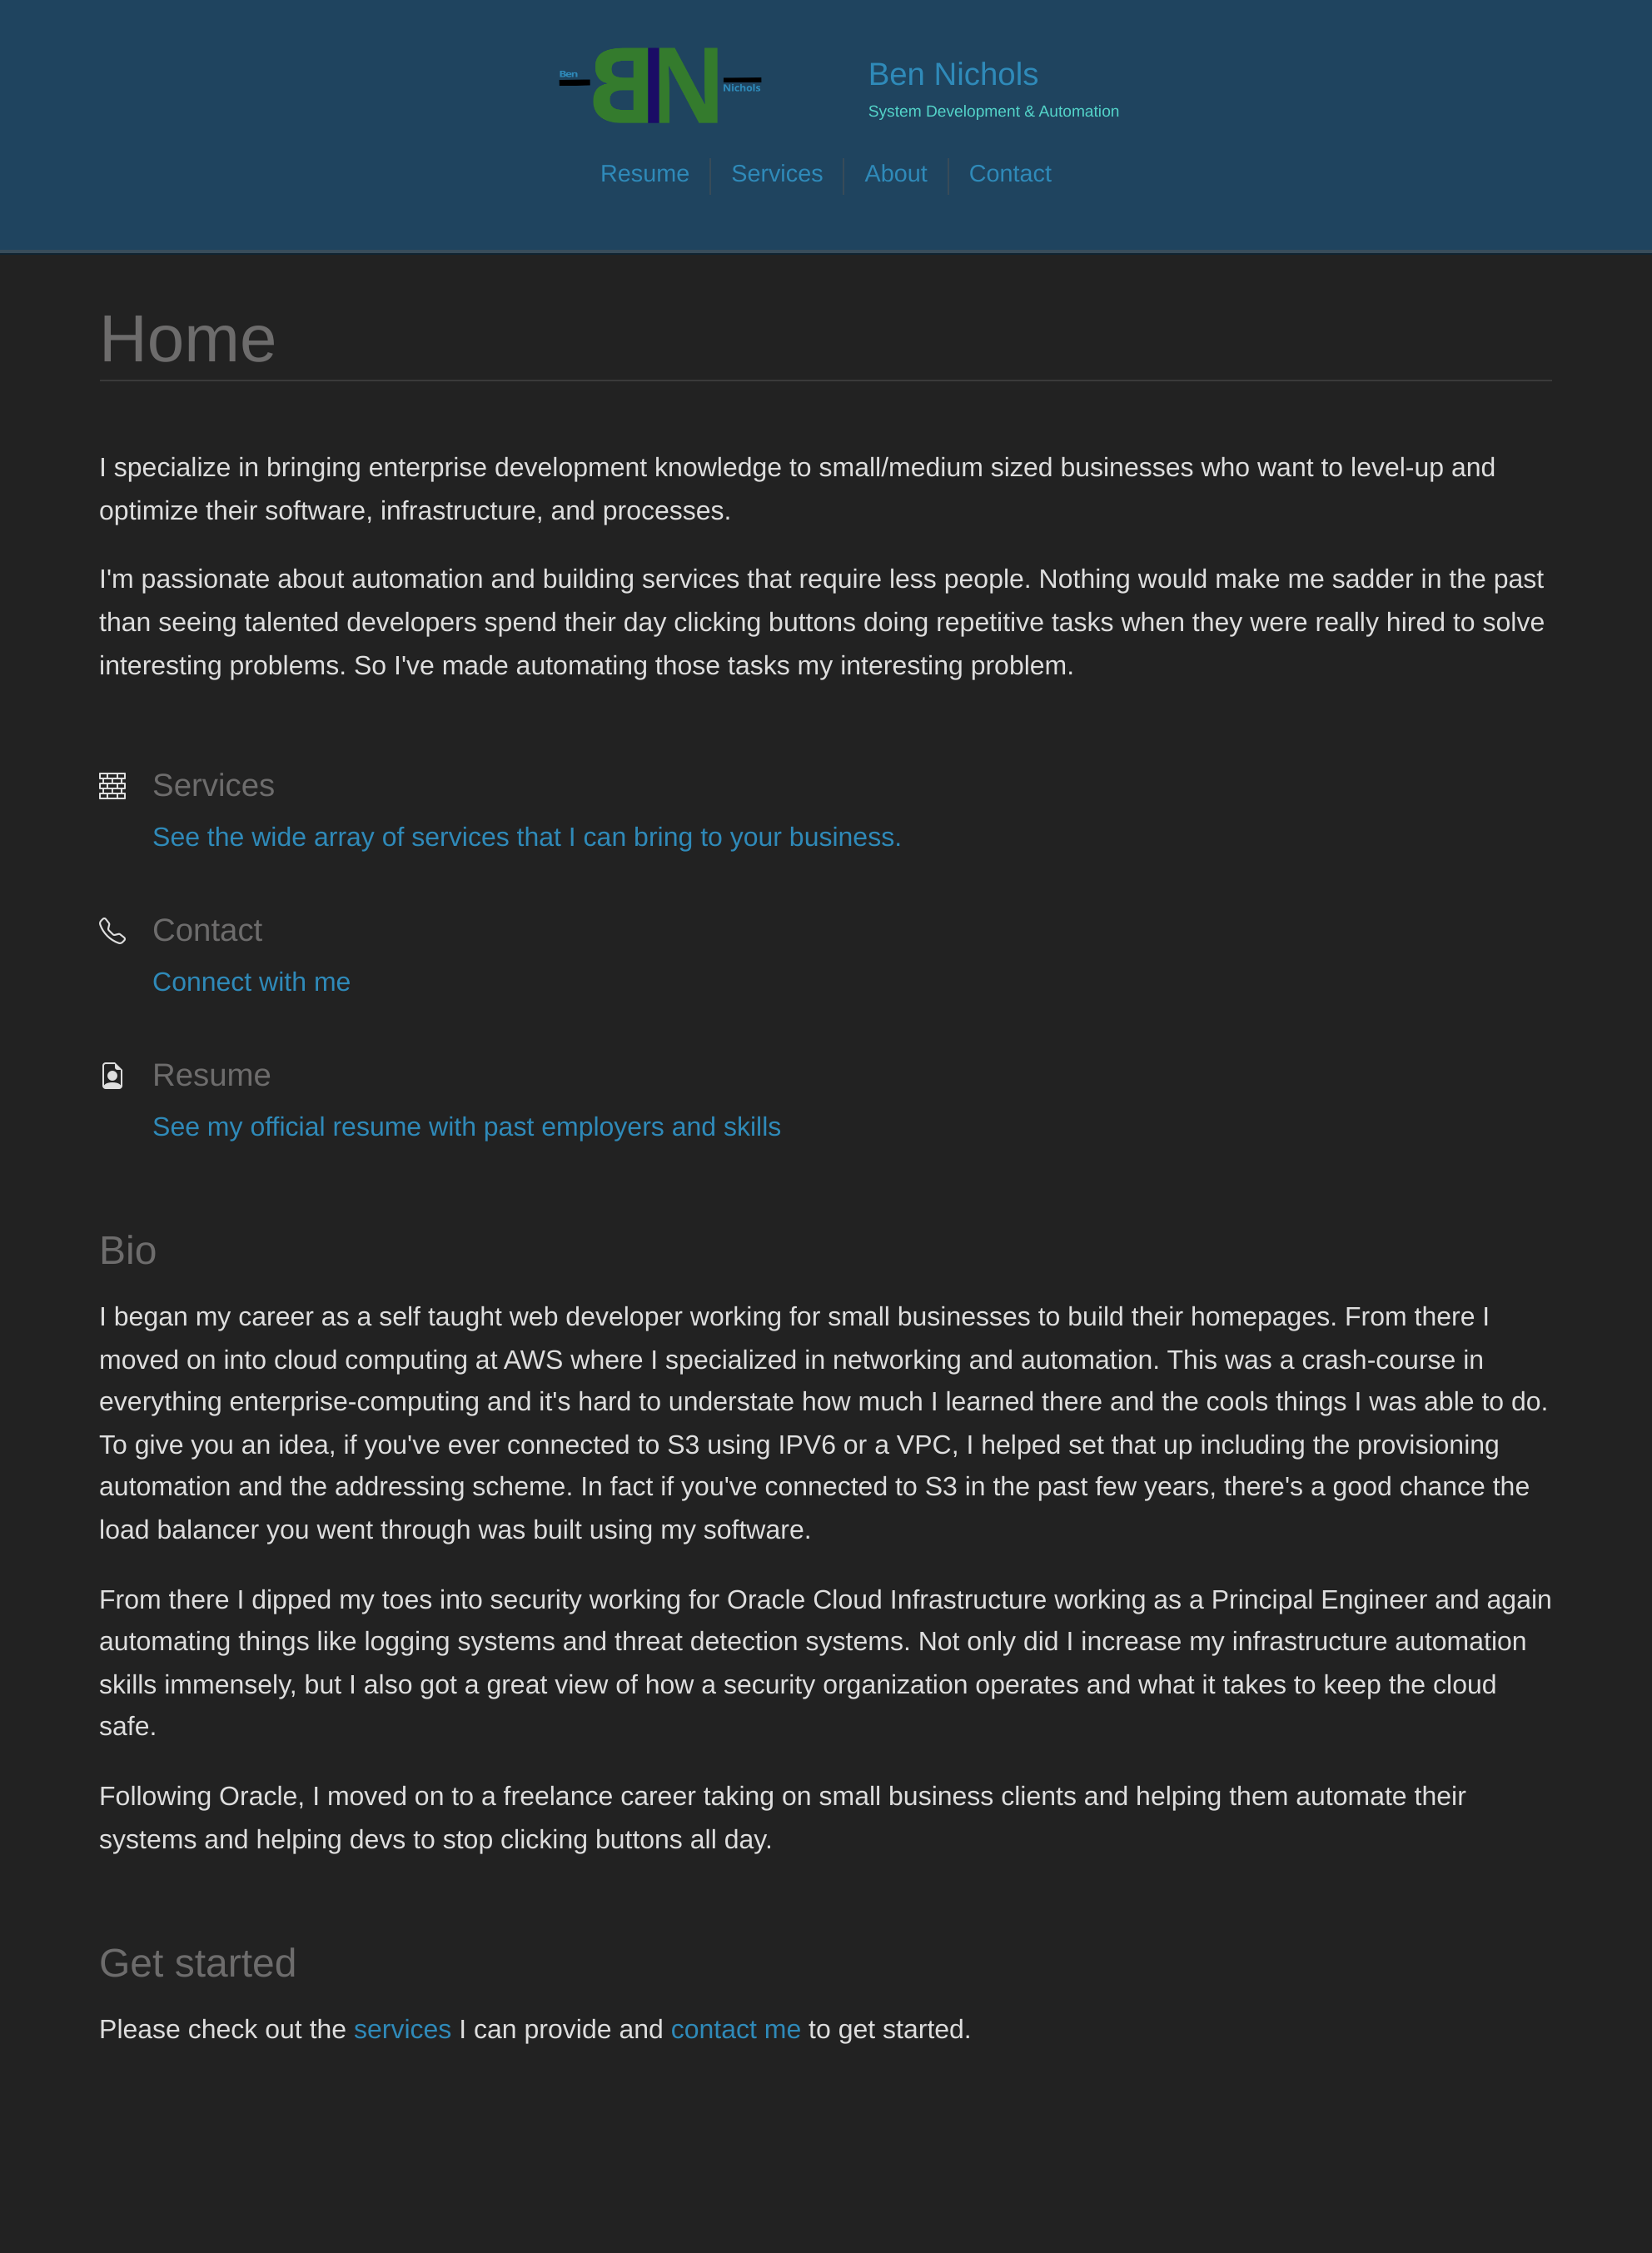 Ben
BN
Nichols
Ben Nichols
System Development & Automation
Resume
Services
About
Contact
Home
I specialize in bringing enterprise development knowledge to small/medium sized businesses who want to level-up and
optimize their software, infrastructure, and processes.
I'm passionate about automation and building services that require less people. Nothing would make me sadder in the past
than seeing talented developers spend their day clicking buttons doing repetitive tasks when they were really hired to solve
interesting problems. So I've made automating those tasks my interesting problem.
Services
See the wide array of services that I can bring to your business.
Contact
Connect with me
Resume
See my official resume with past employers and skills
Bio
I began my career as a self taught web developer working for small businesses to build their homepages. From there I
moved on into cloud computing at AWS where I specialized in networking and automation. This was a crash-course in
everything enterprise-computing and it's hard to understate how much I learned there and the cools things I was able to do.
To give you an idea, if you've ever connected to S3 using IPV6 or a VPC, I helped set that up including the provisioning
automation and the addressing scheme. In fact if you've connected to S3 in the past few years, there's a good chance the
load balancer you went through was built using my software.
From there I dipped my toes into security working for Oracle Cloud Infrastructure working as a Principal Engineer and again
automating things like logging systems and threat detection systems. Not only did I increase my infrastructure automation
skills immensely, but I also got a great view of how a security organization operates and what it takes to keep the cloud
safe.
Following Oracle, I moved on to a freelance career taking on small business clients and helping them automate their
systems and helping devs to stop clicking buttons all day.
Get started
Please check out the services I can provide and contact me to get started.